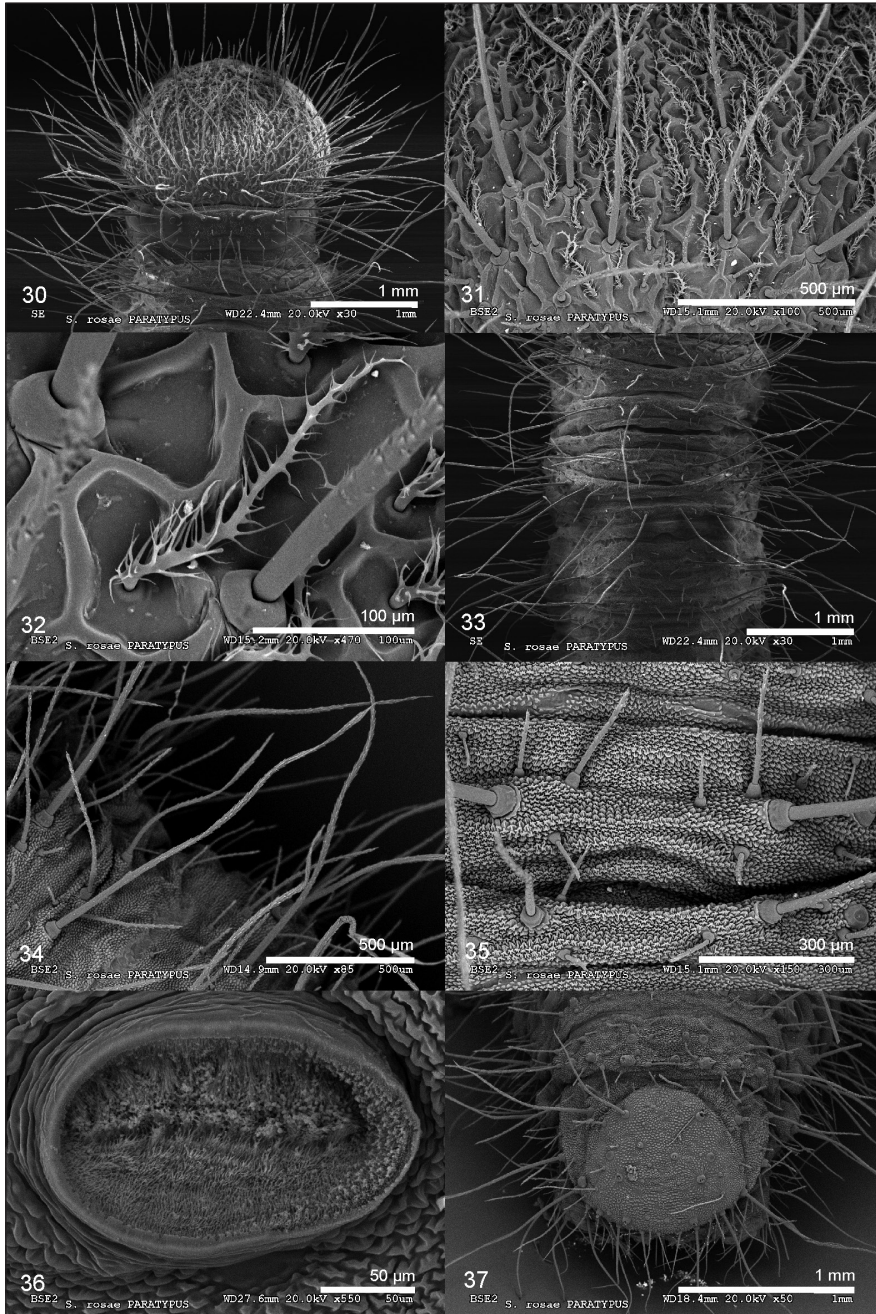 30
1 mm
SE S. rosae PARATYPUS WD22.4mm 20.0kV x30 1mm
31
500 µm
BSE2 S. rosae PARATYPUS WD15.1mm 20.0kV x100 500um
32
100 µm
BSE2 S. rosae PARATYPUS WD15.2mm 20.0kV x470 100um
33
1 mm
SE S. rosae PARATYPUS WD22.4mm 20.0kV x30 1mm
34
500 µm
BSE2 S. rosae PARATYPUS WD14.9mm 20.0kV x85 500um
35
300 µm
BSE2 S. rosae PARATYPUS WD15.1mm 20.0kV x150 300um
36
50 µm
BSE2 S. rosae PARATYPUS WD27.6mm 20.0kV x550 50um
37
1 mm
BSE2 S. rosae PARATYPUS WD18.4mm 20.0kV x50 1mm